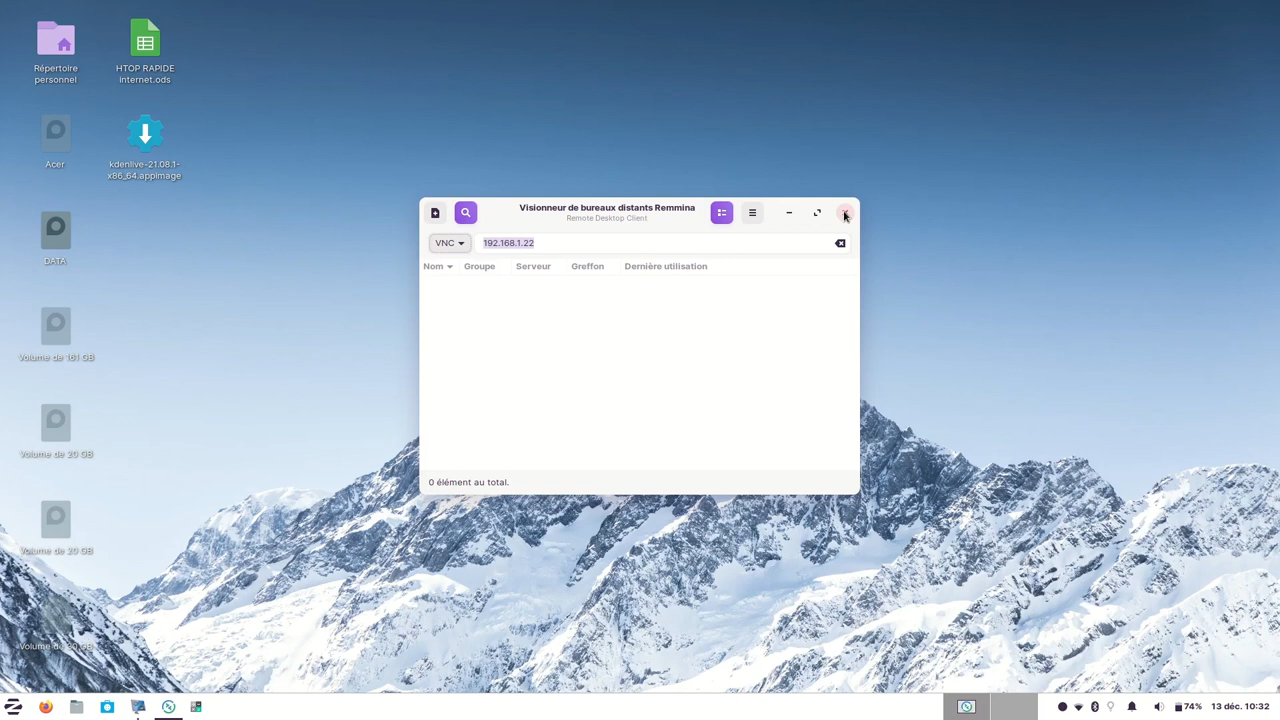 Répertoire
personnel
HTOP RAPIDE
internet.ods
Acer
kdenlive-21.08.1-
x86_64.appimage
DATA
Volume de 161 GB
Volume de 20 GB
Volume de 20 GB
Visionneur de bureaux distants Remmina
Remote Desktop Client
VNC
192.168.1.22
Nom
Groupe
Serveur
Greffon
Dernière utilisation
0 élément au total.
74%
13 déc. 10:32